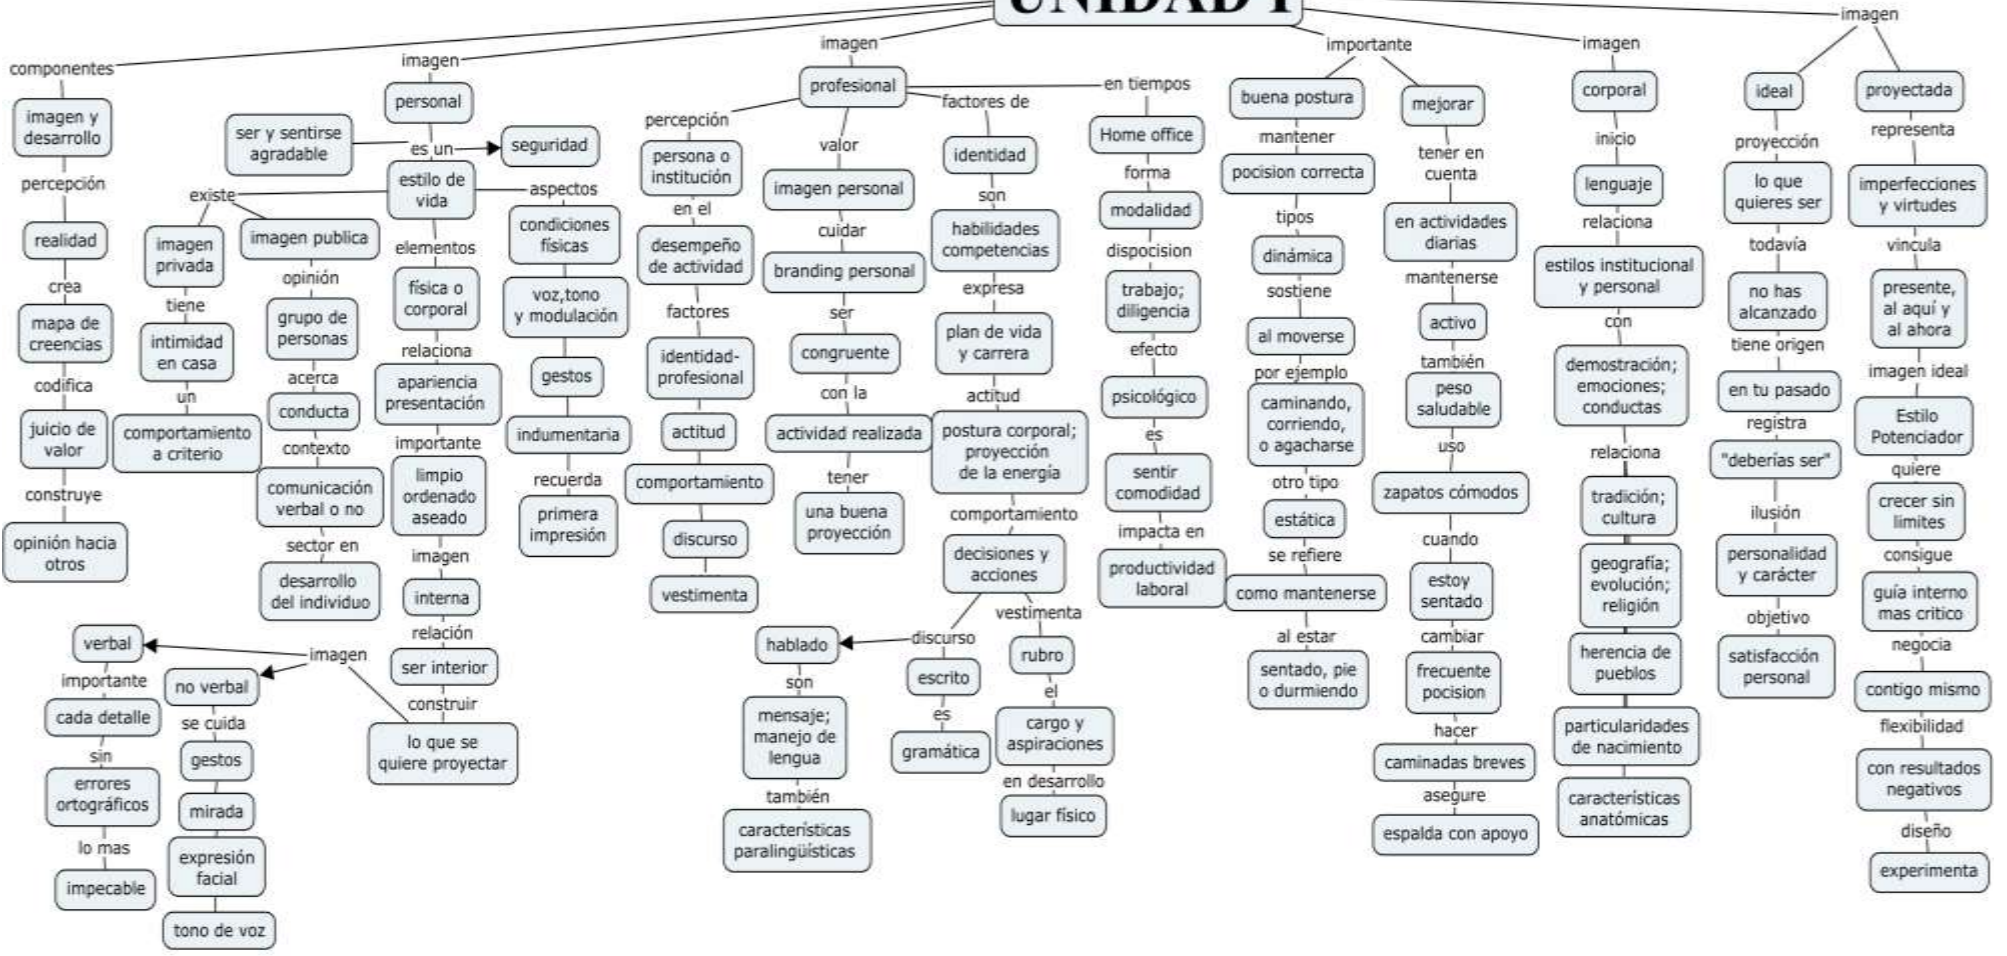 UNIDAD I
componentes
imagen y
desarrollo
percepción
realidad
crea
mapa de
creencias
codifica
juicio de
valor
construye
opinión hacia
otros
imagen
personal
es un
ser y sentirse
agradable
seguridad
estilo de
vida
existe
imagen
privada
tiene
intimidad
en casa
un
comportamiento
a criterio
imagen publica
opinión
grupo de
personas
acerca
conducta
contexto
comunicación
verbal o no
sector en
desarrollo
del individuo
elementos
física o
corporal
relaciona
apariencia
presentación
importante
limpio
ordenado
aseado
imagen
interna
relación
ser interior
construir
lo que se
quiere proyectar
imagen
verbal
importante
cada detalle
sin
errores
ortográficos
lo mas
impecable
no verbal
se cuida
gestos
mirada
expresión
facial
tono de voz
aspectos
condiciones
físicas
voz,tono
y modulación
gestos
indumentaria
recuerda
primera
impresión
imagen
profesional
percepción
persona o
institución
en el
desempeño
de actividad
factores
identidad-
profesional
actitud
comportamiento
discurso
vestimenta
valor
imagen personal
cuidar
branding personal
ser
congruente
con la
actividad realizada
tener
una buena
proyección
factores de
identidad
son
habilidades
competencias
expresa
plan de vida
y carrera
actitud
postura corporal;
proyección
de la energía
comportamiento
decisiones y
acciones
discurso
hablado
son
mensaje;
manejo de
lengua
también
características
paralingüísticas
escrito
es
gramática
vestimenta
rubro
el
cargo y
aspiraciones
en desarrollo
lugar físico
en tiempos
Home office
forma
modalidad
dispocision
trabajo;
diligencia
efecto
psicológico
es
sentir
comodidad
impacta en
productividad
laboral
importante
buena postura
mantener
pocision correcta
tipos
dinámica
sostiene
al moverse
por ejemplo
caminando,
corriendo,
o agacharse
otro tipo
estática
se refiere
como mantenerse
al estar
sentado, pie
o durmiendo
mejorar
tener en
cuenta
en actividades
diarias
mantenerse
activo
también
peso
saludable
uso
zapatos cómodos
cuando
estoy
sentado
cambiar
frecuente
pocision
hacer
caminadas breves
asegure
espalda con apoyo
imagen
corporal
inicio
lenguaje
relaciona
estilos institucional
y personal
con
demostración;
emociones;
conductas
relaciona
tradición;
cultura
geografía;
evolución;
religión
herencia de
pueblos
particularidades
de nacimiento
características
anatómicas
imagen
ideal
proyección
lo que
quieres ser
todavía
no has
alcanzado
tiene origen
en tu pasado
registra
"deberías ser"
ilusión
personalidad
y carácter
objetivo
satisfacción
personal
proyectada
representa
imperfecciones
y virtudes
vincula
presente,
al aquí y
al ahora
imagen ideal
Estilo
Potenciador
quiere
crecer sin
limites
consigue
guía interno
mas critico
negocia
contigo mismo
flexibilidad
con resultados
negativos
diseño
experimenta